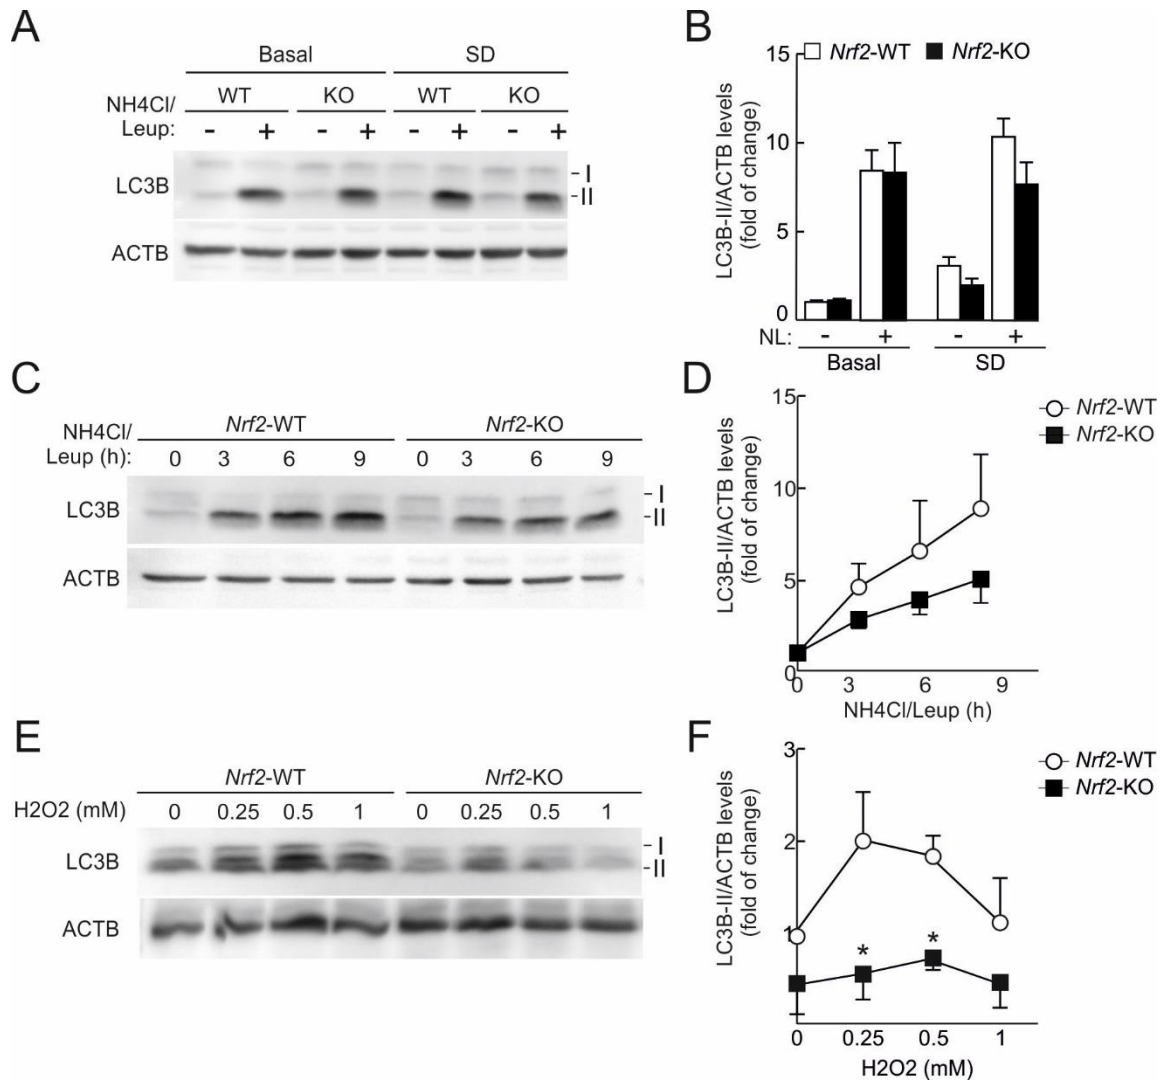 A
Basal SD
NH4Cl/ WT KO WT KO
Leup: - + - + - + - +
LC3B -I
-II
ACTB
B
Nrf2-WT Nrf2-KO
LC3B-II/ACTB levels
(fold of change)
15
10
5
0
NL: - + - +
Basal SD
C
NH4Cl/ Nrf2-WT Nrf2-KO
Leup (h): 0 3 6 9 0 3 6 9
LC3B -I
-II
ACTB
D
Nrf2-WT
Nrf2-KO
LC3B-II/ACTB levels
(fold of change)
15
10
5
0
0 3 6 9
NH4Cl/Leup (h)
E
Nrf2-WT Nrf2-KO
H2O2 (mM) 0 0.25 0.5 1 0 0.25 0.5 1
LC3B -I
-II
ACTB
F
Nrf2-WT
Nrf2-KO
LC3B-II/ACTB levels
(fold of change)
3
2
1
* *
0 0.25 0.5 1
H2O2 (mM)